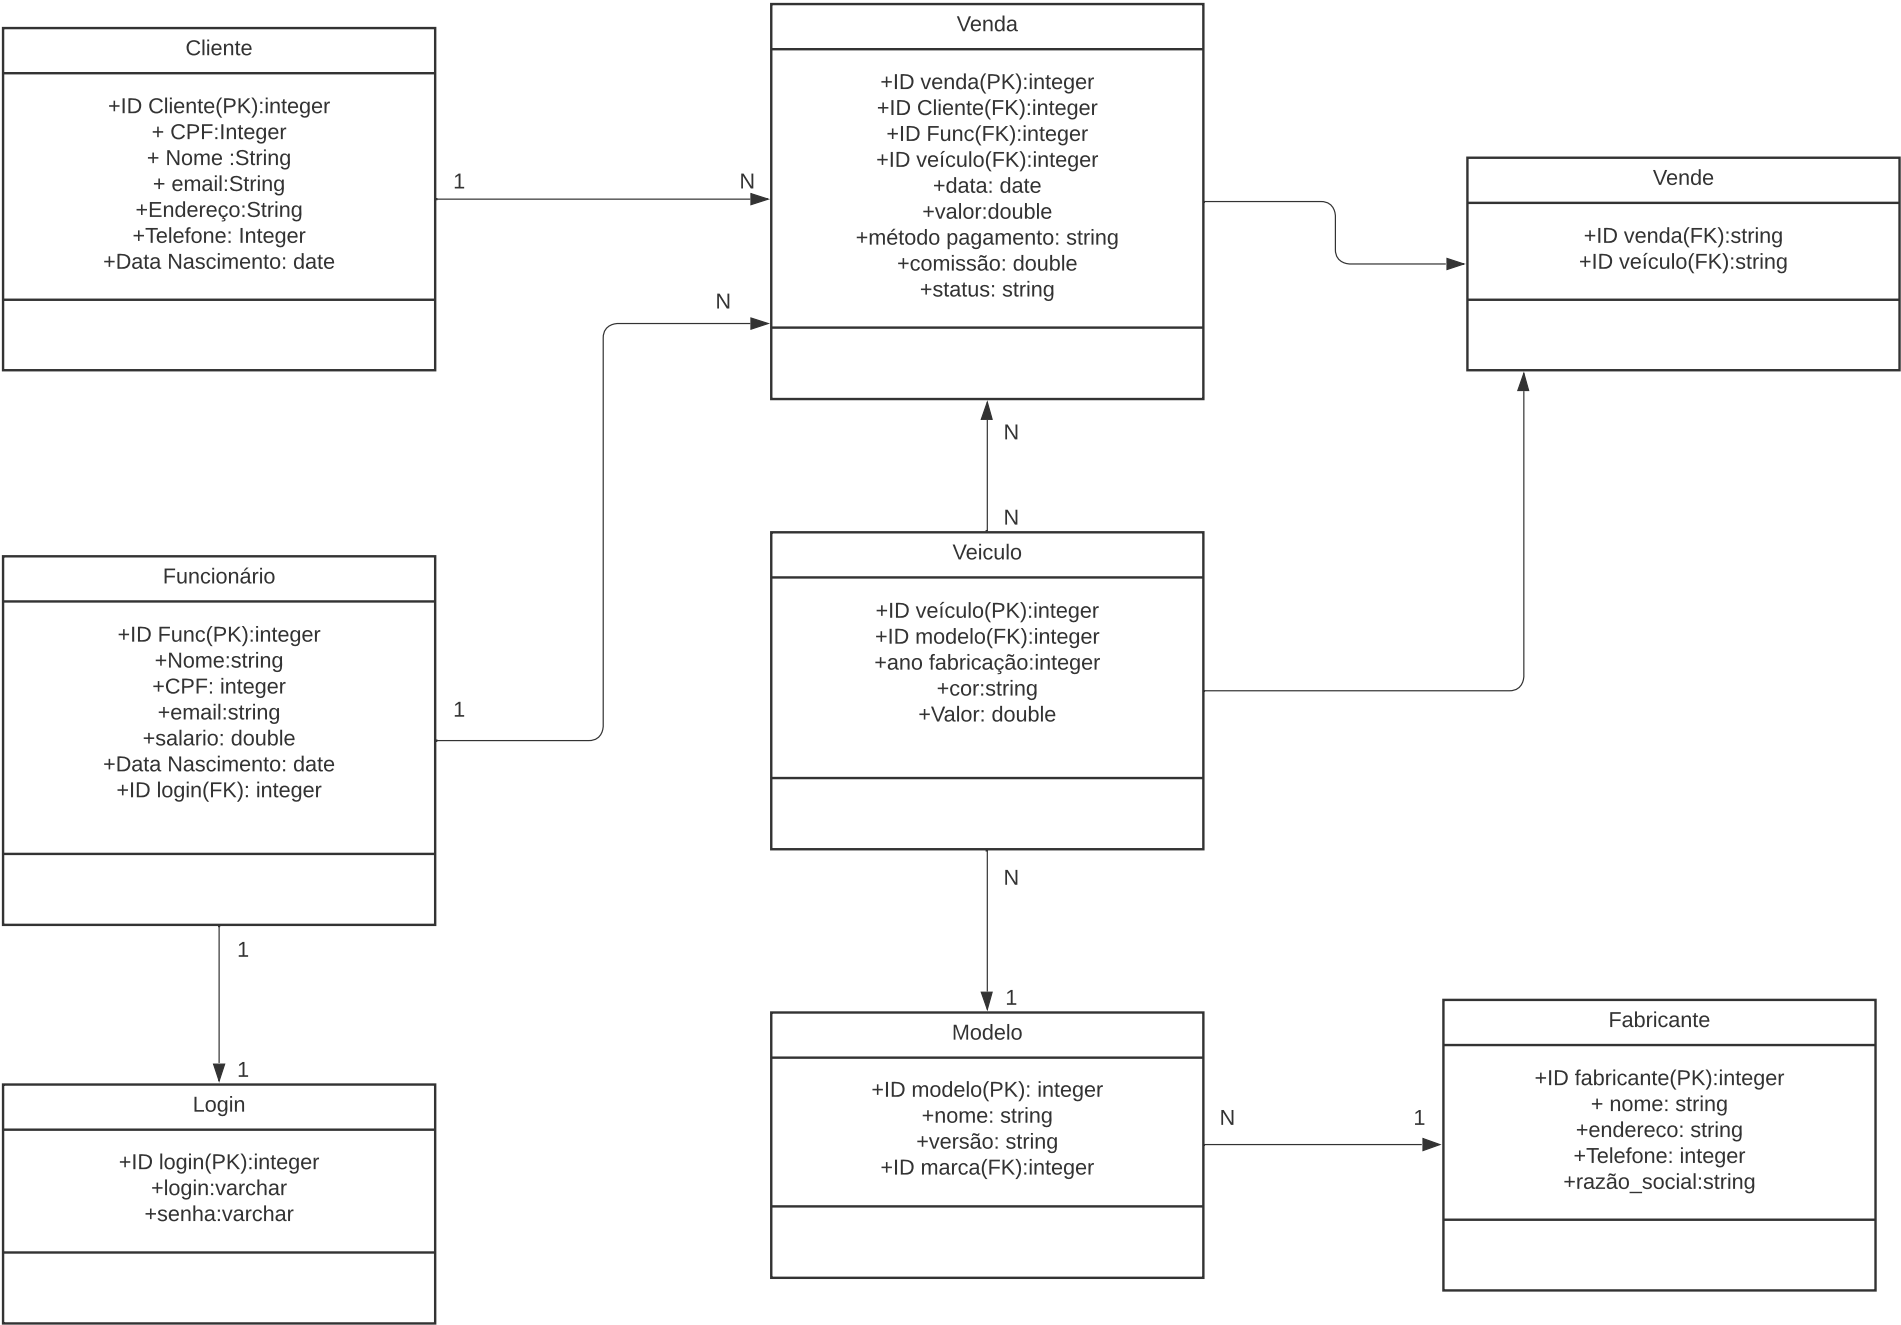 Cliente
+ID Cliente(PK):integer
+ CPF:Integer
+ Nome :String
+ email:String
+Endereço:String
+Telefone: Integer
+Data Nascimento: date
1
N
Venda
+ID venda(PK):integer
+ID Cliente(FK):integer
+ID Func(FK):integer
+ID veículo(FK):integer
+data: date
+valor:double
+método pagamento: string
+comissão: double
+status: string
Vende
+ID venda(FK):string
+ID veículo(FK):string
N
N
N
Funcionário
+ID Func(PK):integer
+Nome:string
+CPF: integer
+email:string
+salario: double
+Data Nascimento: date
+ID login(FK): integer
1
Veiculo
+ID veículo(PK):integer
+ID modelo(FK):integer
+ano fabricação:integer
+cor:string
+Valor: double
1
1
N
1
Login
+ID login(PK):integer
+login:varchar
+senha:varchar
Modelo
+ID modelo(PK): integer
+nome: string
+versão: string
+ID marca(FK):integer
N
1
Fabricante
+ID fabricante(PK):integer
+ nome: string
+endereco: string
+Telefone: integer
+razão_social:string